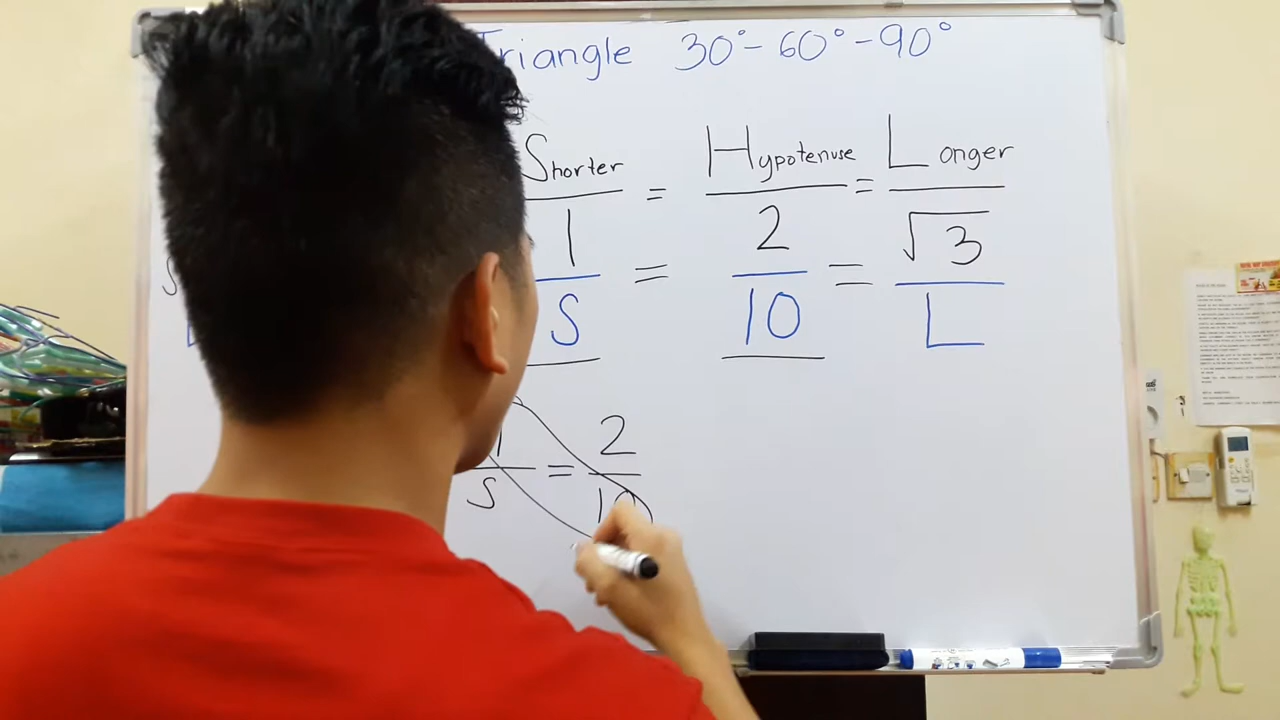 Triangle 30°-60°-90°
Shorter = Hypotenuse = Longer
1 = 2 = √3
S = 10 = L
1 = 2
S 10